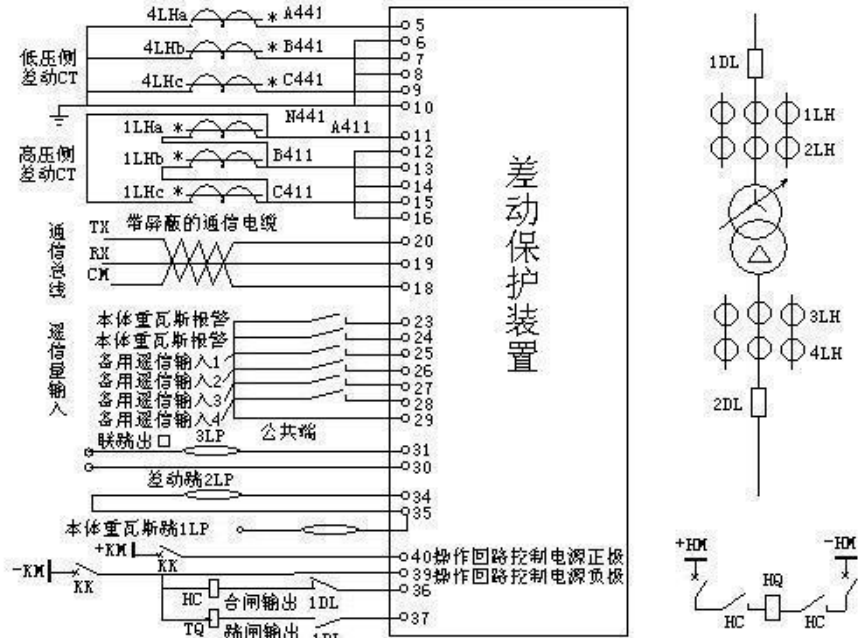 4LHa * A441
5
6
低压侧
差动CT
4LHb * B441
7
8
4LHc * C441
9
10
N441
1LHa * A411
11
12
高压侧
差动CT
1LHb * B411
13
14
1LHc * C411
15
16
通信总线
TX 带屏蔽的通信电缆
20
RX
19
CM
18
遥信量输入
本体重瓦斯报警
23
本体重瓦斯报警
24
备用遥信输入1
25
备用遥信输入2
26
备用遥信输入3
27
28
备用遥信输入4
29
公共端
联跳出口 3LP
31
30
差动跳2LP
34
35
本体重瓦斯跳1LP
+KM
KK
40操作回路控制电源正极
-KM
KK
39操作回路控制电源负极
HC 合闸输出 1DL
36
TQ 跳闸输出 1DL
37
差动保护装置
1DL
1LH
2LH
3LH
4LH
2DL
+HM
-HM
HQ
HC
HC